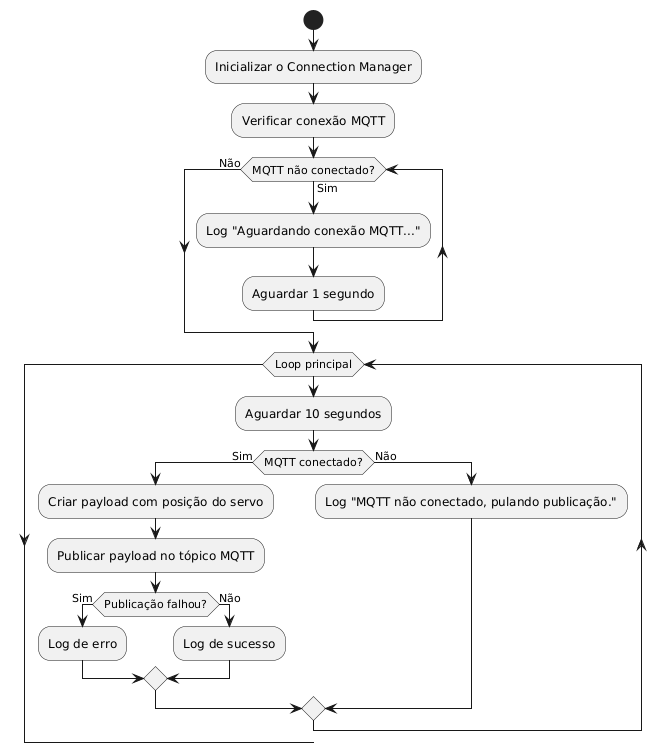 Inicializar o Connection Manager
Verificar conexão MQTT
MQTT não conectado?
Não
Sim
Log "Aguardando conexão MQTT..."
Aguardar 1 segundo
Loop principal
Aguardar 10 segundos
MQTT conectado?
Sim
Não
Criar payload com posição do servo
Log "MQTT não conectado, pulando publicação."
Publicar payload no tópico MQTT
Publicação falhou?
Sim
Não
Log de erro
Log de sucesso